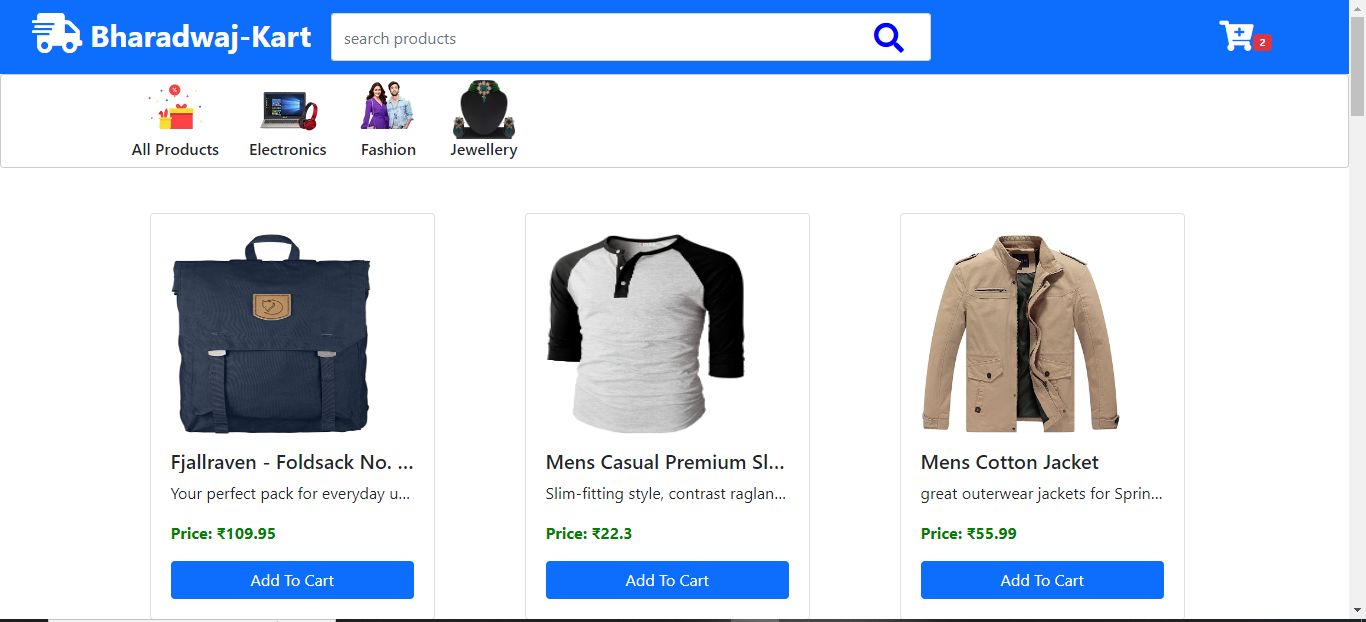 Bharadwaj-Kart
search products
2
All Products
Electronics
Fashion
Jewellery
Fjallraven - Foldsack No. ...
Your perfect pack for everyday u...
Price: ₹109.95
Add To Cart
Mens Casual Premium Sl...
Slim-fitting style, contrast raglan...
Price: ₹22.3
Add To Cart
Mens Cotton Jacket
great outerwear jackets for Sprin...
Price: ₹55.99
Add To Cart